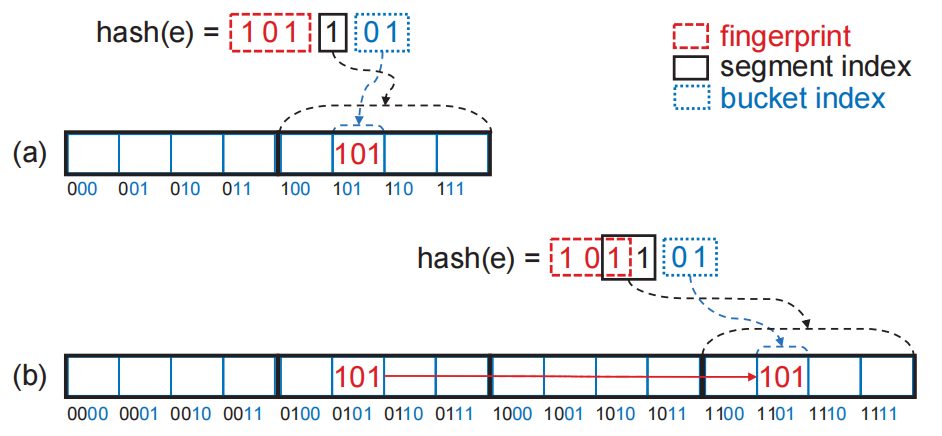 hash(e) = 101 1 01
fingerprint
segment index
bucket index
(a)
101
000 001 010 011 100 101 110 111
hash(e) = 1011 01
(b)
101 101
0000 0001 0010 0011 0100 0101 0110 0111 1000 1001 1010 1011 1100 1101 1110 1111